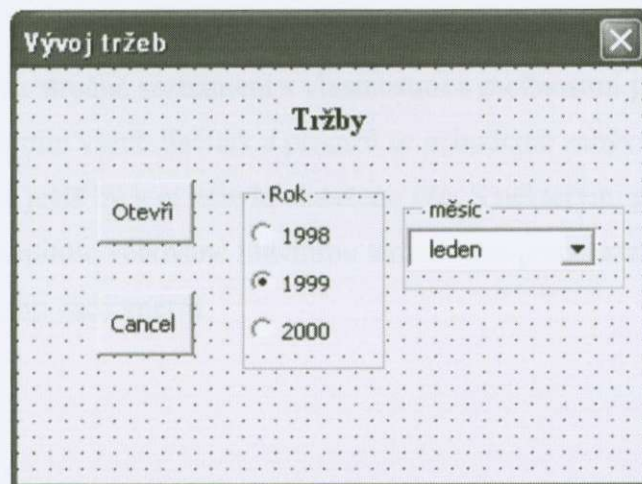 Vývoj tržeb
Tržby
Otevři
Cancel
Rok
1998
1999
2000
měsíc
leden